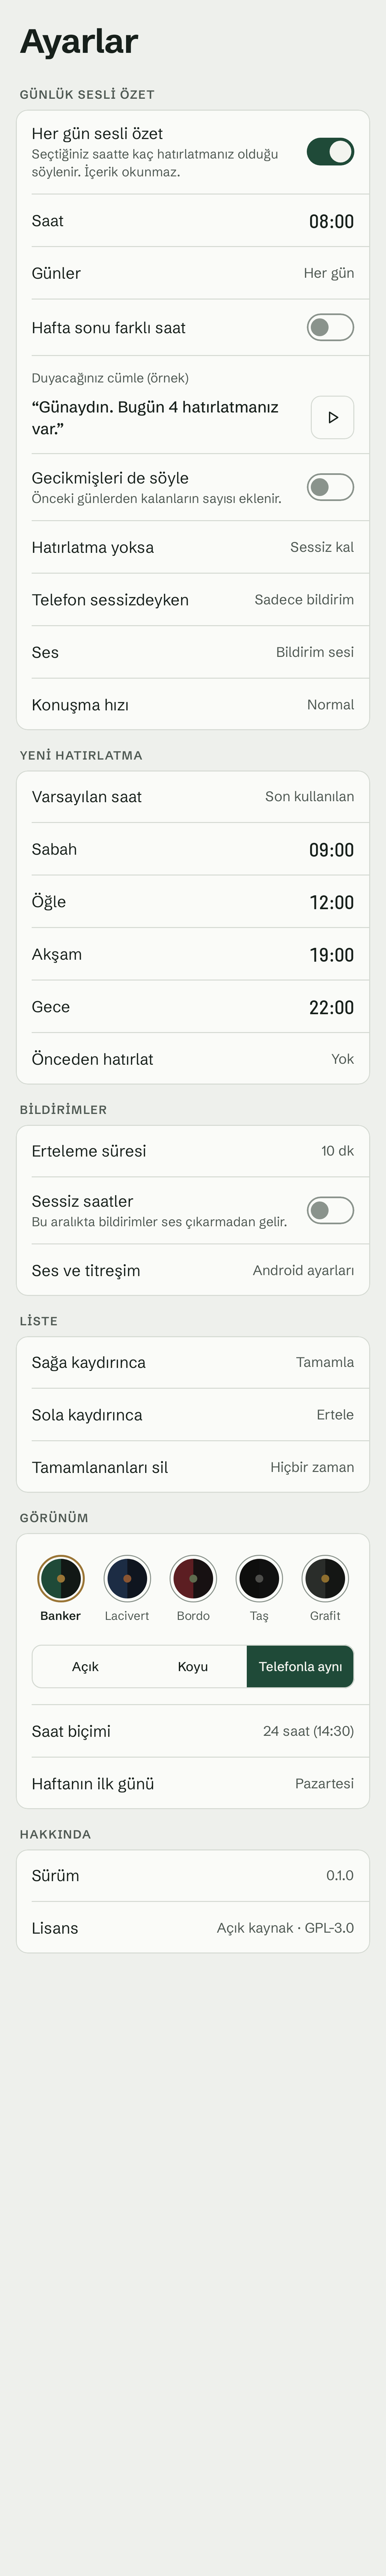 Ayarlar
GÜNLÜK SESLİ ÖZET
Her gün sesli özet
Seçtiğiniz saatte kaç hatırlatmanız olduğu
söylenir. İçerik okunmaz.
Saat 08:00
Günler Her gün
Hafta sonu farklı saat
Duyacağınız cümle (örnek)
“Günaydın. Bugün 4 hatırlatmanız
var.”
Gecikmişleri de söyle
Önceki günlerden kalanların sayısı eklenir.
Hatırlatma yoksa Sessiz kal
Telefon sessizdeyken Sadece bildirim
Ses Bildirim sesi
Konuşma hızı Normal
YENİ HATIRLATMA
Varsayılan saat Son kullanılan
Sabah 09:00
Öğle 12:00
Akşam 19:00
Gece 22:00
Önceden hatırlat Yok
BİLDİRİMLER
Erteleme süresi 10 dk
Sessiz saatler
Bu aralıkta bildirimler ses çıkarmadan gelir.
Ses ve titreşim Android ayarları
LİSTE
Sağa kaydırınca Tamamla
Sola kaydırınca Ertele
Tamamlananları sil Hiçbir zaman
GÖRÜNÜM
Banker Lacivert Bordo Taş Grafit
Açık Koyu Telefonla aynı
Saat biçimi 24 saat (14:30)
Haftanın ilk günü Pazartesi
HAKKINDA
Sürüm 0.1.0
Lisans Açık kaynak · GPL-3.0